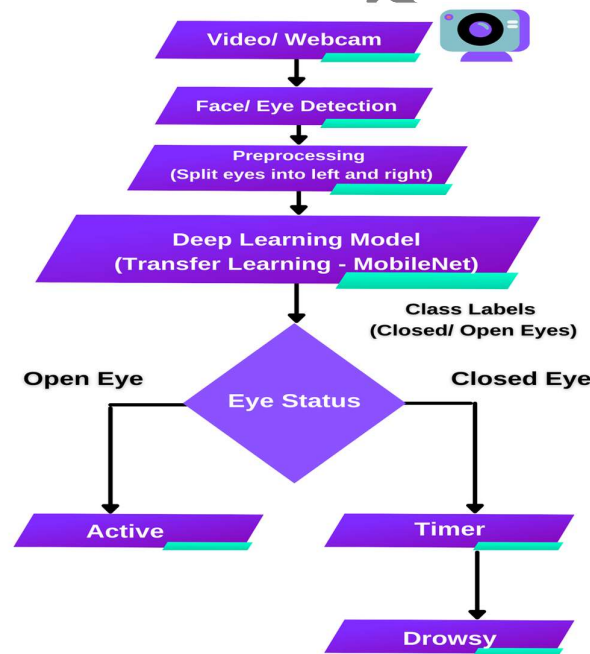 Video/ Webcam
Face/ Eye Detection
Preprocessing
(Split eyes into left and right)
Deep Learning Model
(Transfer Learning - MobileNet)
Class Labels
(Closed/ Open Eyes)
Open Eye
Closed Eye
Eye Status
Active
Timer
Drowsy